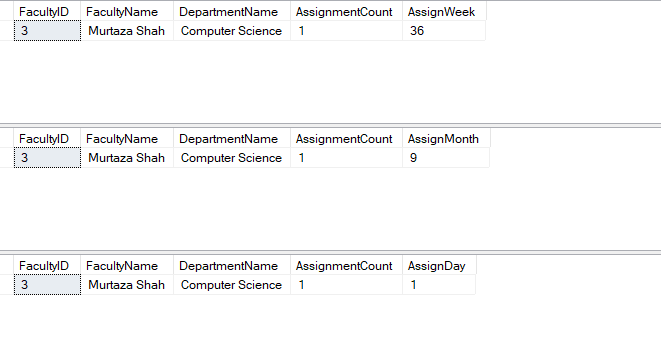 FacultyID FacultyName DepartmentName AssignmentCount AssignWeek
3 Murtaza Shah Computer Science 1 36
FacultyID FacultyName DepartmentName AssignmentCount AssignMonth
3 Murtaza Shah Computer Science 1 9
FacultyID FacultyName DepartmentName AssignmentCount AssignDay
3 Murtaza Shah Computer Science 1 1